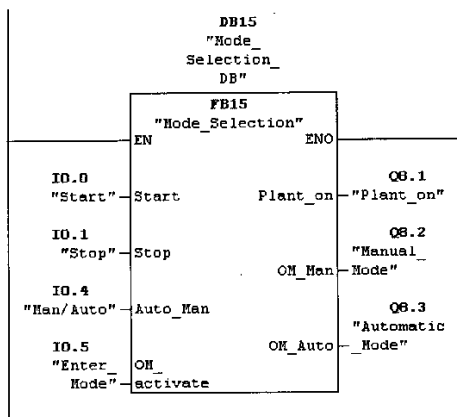 DB15
"Mode_
Selection_
DB"
FB15
"Mode_Selection"
EN ENO
I0.0 Q8.1
"Start" Start Plant_on "Plant_on"
I0.1 Q8.2
"Stop" Stop "Manual_
OM_Man Mode"
I0.4 Q8.3
"Man/Auto" Auto_Man "Automatic
OM_Auto _Mode"
I0.5
"Enter_ OM_
Mode" activate